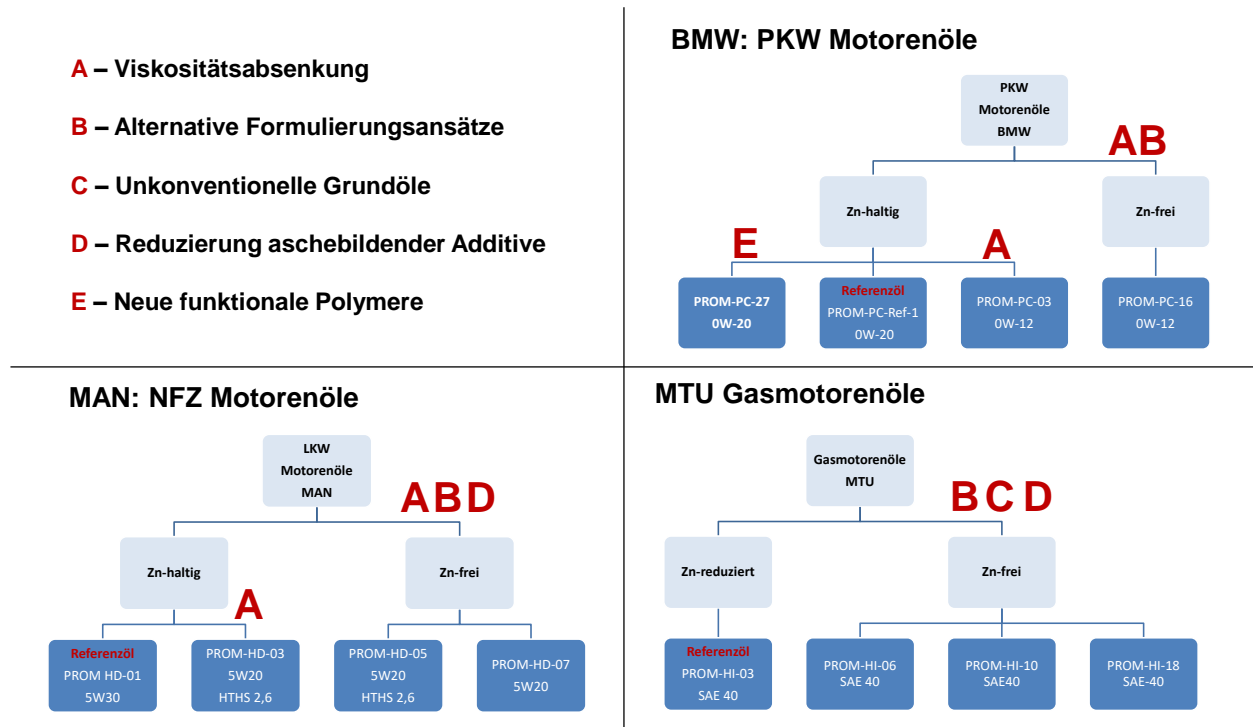 A – Viskositätsabsenkung
B – Alternative Formulierungsansätze
C – Unkonventionelle Grundöle
D – Reduzierung aschebildender Additive
E – Neue funktionale Polymere
BMW: PKW Motorenöle
PKW
Motorenöle
BMW
AB
Zn-haltig
Zn-frei
E
A
PROM-PC-27
0W-20
Referenzöl
PROM-PC-Ref-1
0W-20
PROM-PC-03
0W-12
PROM-PC-16
0W-12
MAN: NFZ Motorenöle
LKW
Motorenöle
MAN
ABD
Zn-haltig
Zn-frei
A
Referenzöl
PROM HD-01
5W30
PROM-HD-03
5W20
HTHS 2,6
PROM-HD-05
5W20
HTHS 2,6
PROM-HD-07
5W20
MTU Gasmotorenöle
Gasmotorenöle
MTU
B C D
Zn-reduziert
Zn-frei
Referenzöl
PROM-HI-03
SAE 40
PROM-HI-06
SAE 40
PROM-HI-10
SAE40
PROM-HI-18
SAE-40